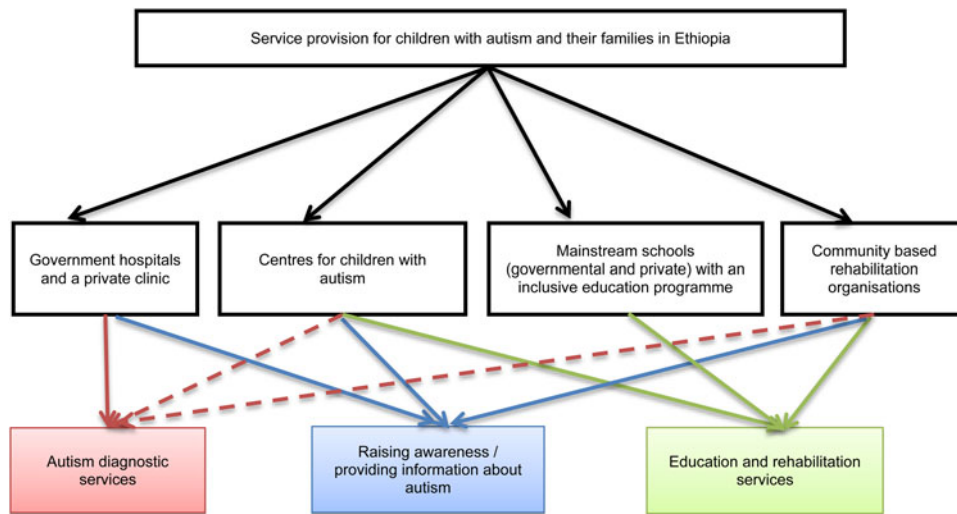 Service provision for children with autism and their families in Ethiopia
Government hospitals
and a private clinic
Centres for children with
autism
Mainstream schools
(governmental and private) with an
inclusive education programme
Community based
rehabilitation
organisations
Autism diagnostic
services
Raising awareness /
providing information about
autism
Education and rehabilitation
services